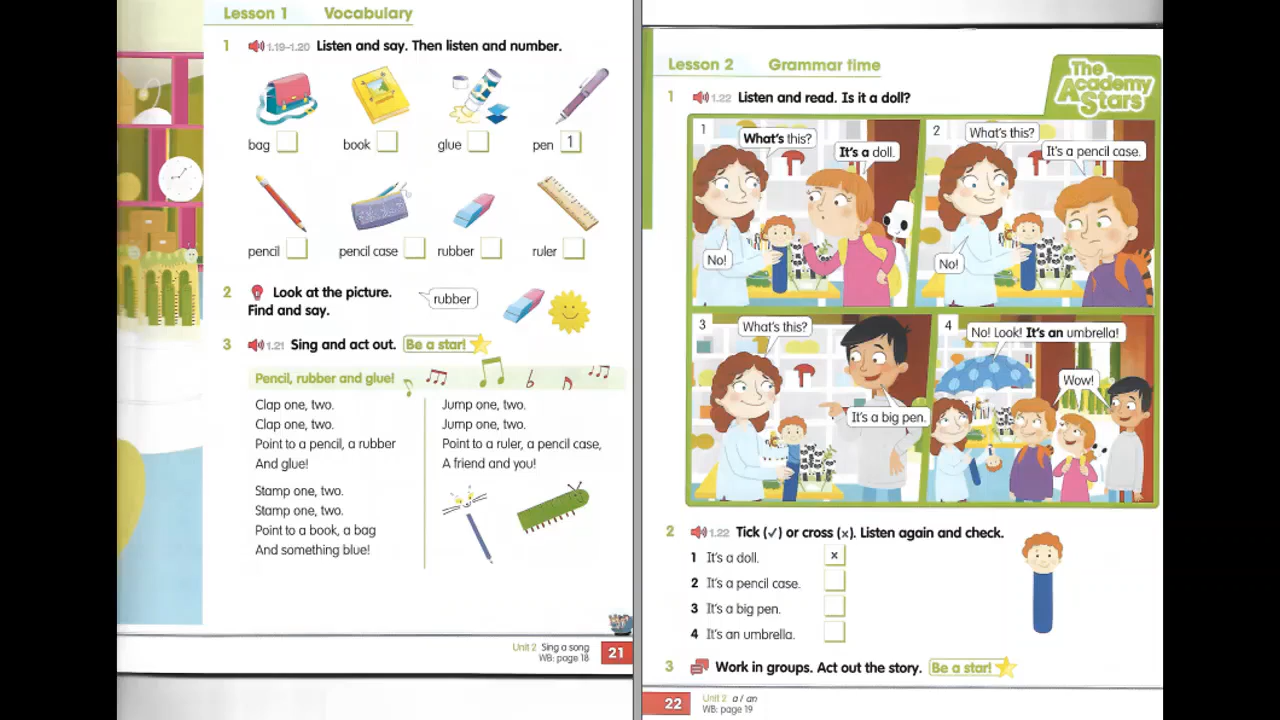 Lesson 1 Vocabulary
1 1.19–1.20 Listen and say. Then listen and number.
bag book glue pen 1
pencil pencil case rubber ruler
2 Look at the picture.
Find and say.
rubber
3 1.21 Sing and act out. Be a star!
Pencil, rubber and glue!
Clap one, two.
Clap one, two.
Point to a pencil, a rubber
And glue!
Stamp one, two.
Stamp one, two.
Point to a book, a bag
And something blue!
Jump one, two.
Jump one, two.
Point to a ruler, a pencil case,
A friend and you!
Unit 2 Sing a song
WB: page 18
21
Lesson 2 Grammar time
The
Academy
Stars
1 1.22 Listen and read. Is it a doll?
1
What's this?
It's a doll.
No!
2
What's this?
It's a pencil case.
No!
3
What's this?
It's a big pen.
4
No! Look! It's an umbrella!
Wow!
2 1.22 Tick (✓) or cross (x). Listen again and check.
1 It's a doll. x
2 It's a pencil case.
3 It's a big pen.
4 It's an umbrella.
3 Work in groups. Act out the story. Be a star!
22
Unit 2 a / an
WB: page 19